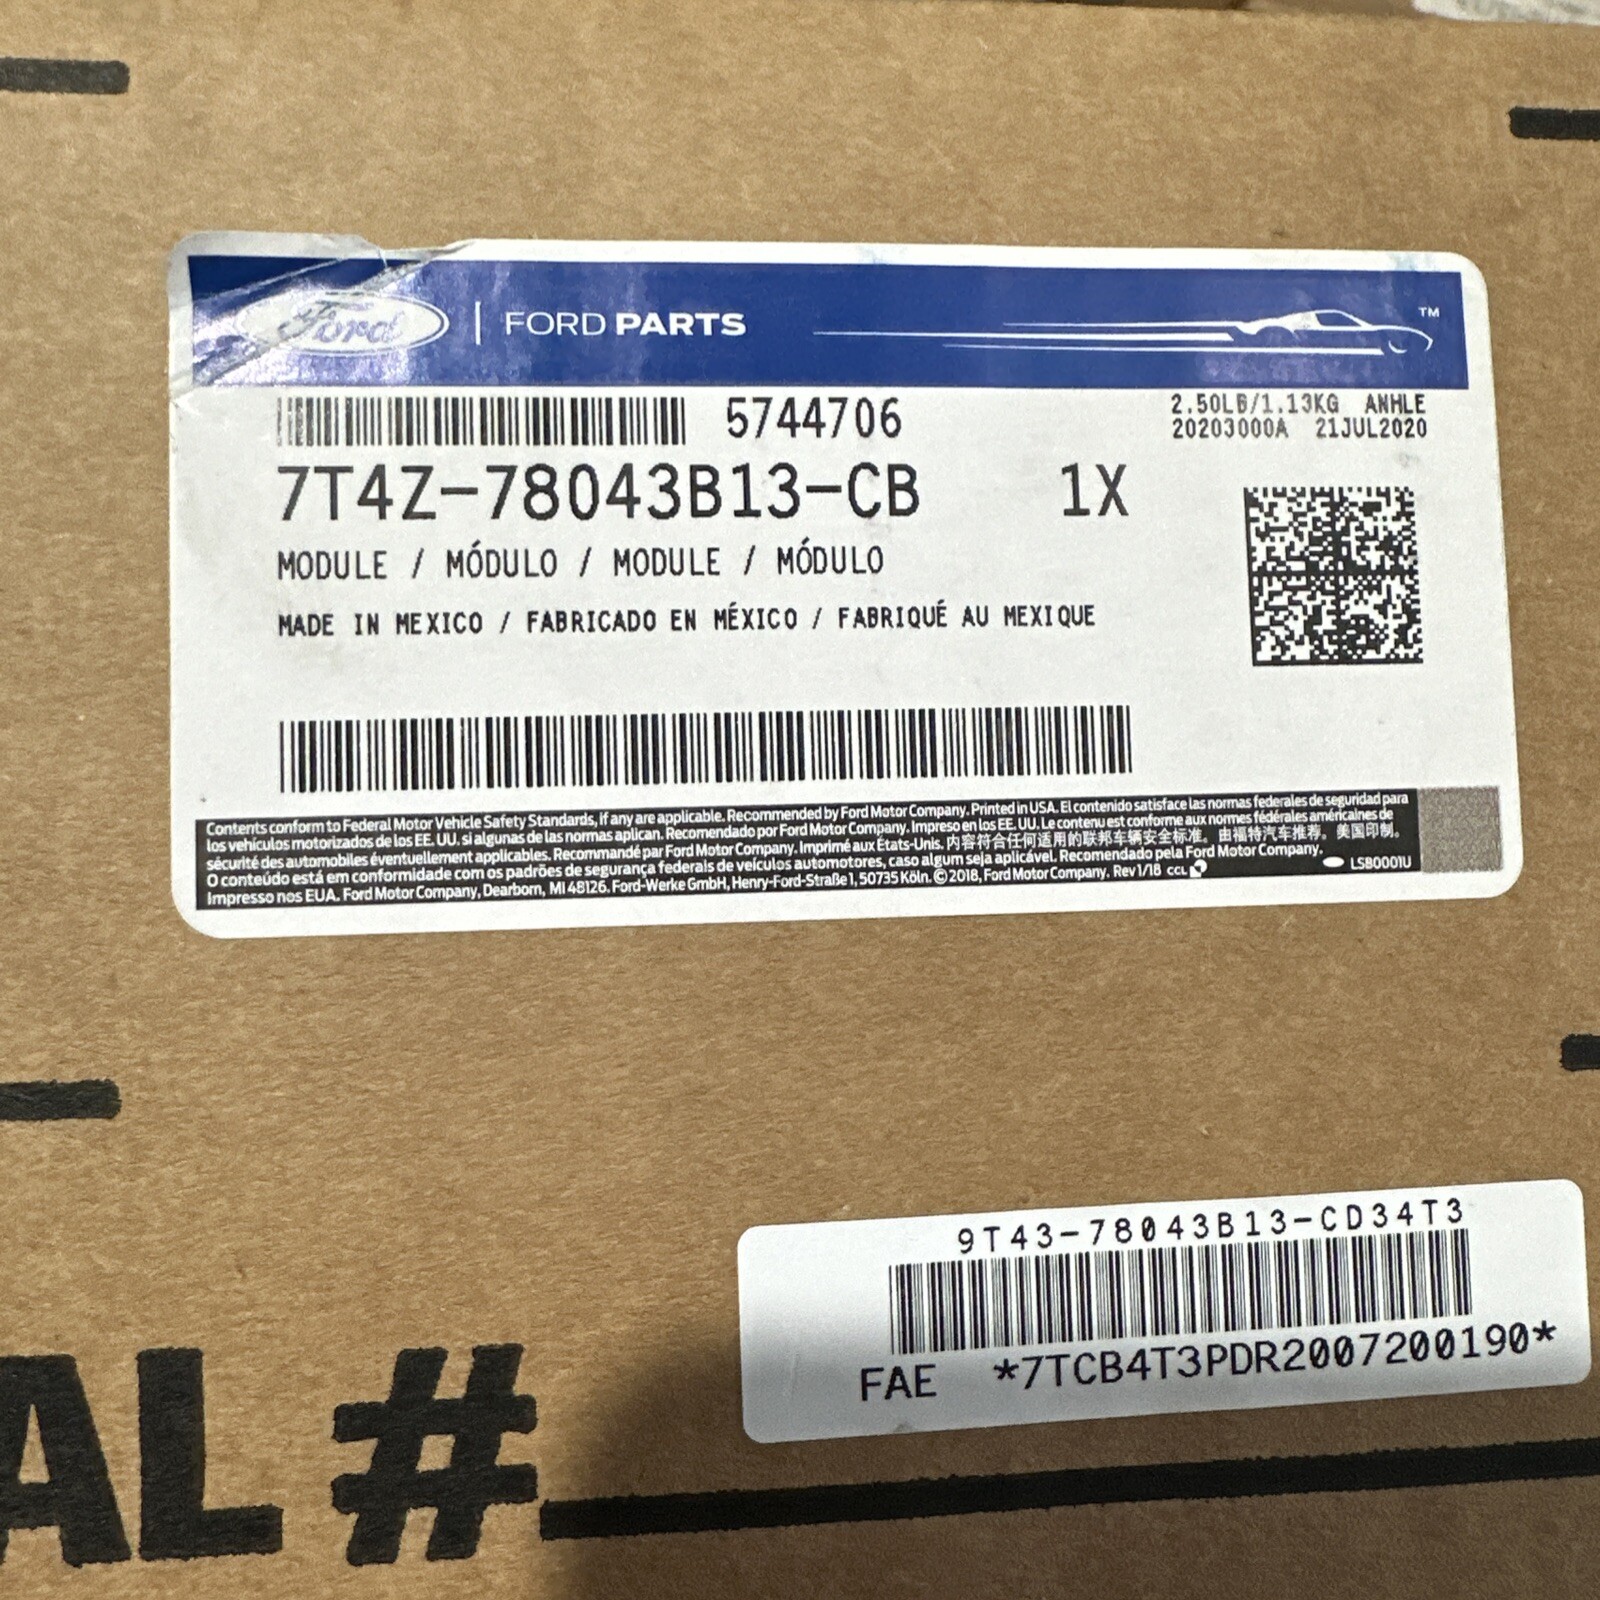 Ford | FORD PARTS ™
5744706
2.50LB/1.13KG ANHLE
20203000A 21JUL2020
7T4Z-78043B13-CB 1X
MODULE / MÓDULO / MODULE / MÓDULO
MADE IN MEXICO / FABRICADO EN MÉXICO / FABRIQUÉ AU MEXIQUE
Contents conform to Federal Motor Vehicle Safety Standards, if any are applicable. Recommended by Ford Motor Company. Printed in USA. El contenido satisface las normas federales de seguridad para
los vehículos motorizados de los EE. UU. si algunas de las normas aplican. Recomendado por Ford Motor Company. Impreso en los EE. UU. Le contenu est conforme aux normes fédérales américaines de
sécurité des automobiles éventuellement applicables. Recommandé par Ford Motor Company. Imprimé aux États-Unis. 内容符合任何适用的联邦车辆安全标准。由福特汽车推荐。美国印制。
O conteúdo está em conformidade com os padrões de segurança federais de veículos automotores, caso algum seja aplicável. Recomendado pela Ford Motor Company.
Impresso nos EUA. Ford Motor Company, Dearborn, MI 48126. Ford-Werke GmbH, Henry-Ford-Straße 1, 50735 Köln. © 2018, Ford Motor Company. Rev 1/18 CCL LSB0001U
9T43-78043B13-CD34T3
FAE *7TCB4T3PDR2007200190*
AL #